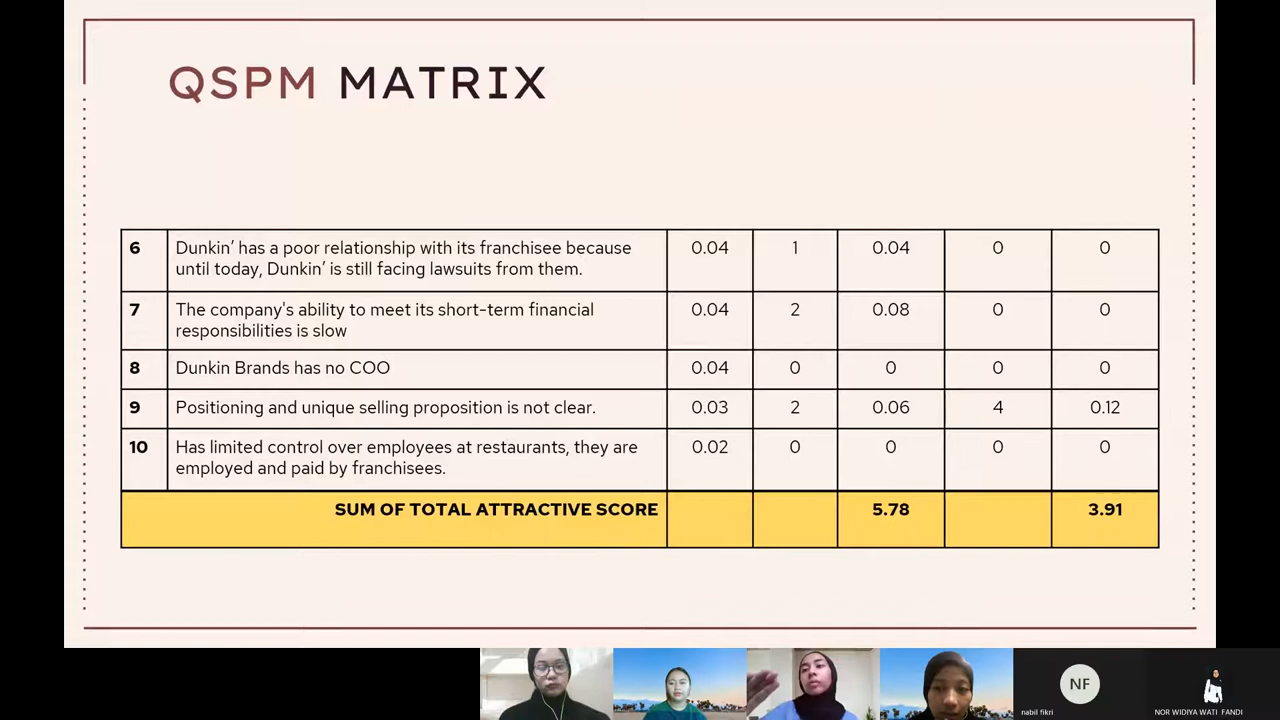 QSPM MATRIX
6 Dunkin’ has a poor relationship with its franchisee because 0.04 1 0.04 0 0
until today, Dunkin’ is still facing lawsuits from them.
7 The company's ability to meet its short-term financial 0.04 2 0.08 0 0
responsibilities is slow
8 Dunkin Brands has no COO 0.04 0 0 0 0
9 Positioning and unique selling proposition is not clear. 0.03 2 0.06 4 0.12
10 Has limited control over employees at restaurants, they are 0.02 0 0 0 0
employed and paid by franchisees.
SUM OF TOTAL ATTRACTIVE SCORE 5.78 3.91
NF
nabil fikri
NOR WIDIYA WATI FANDI